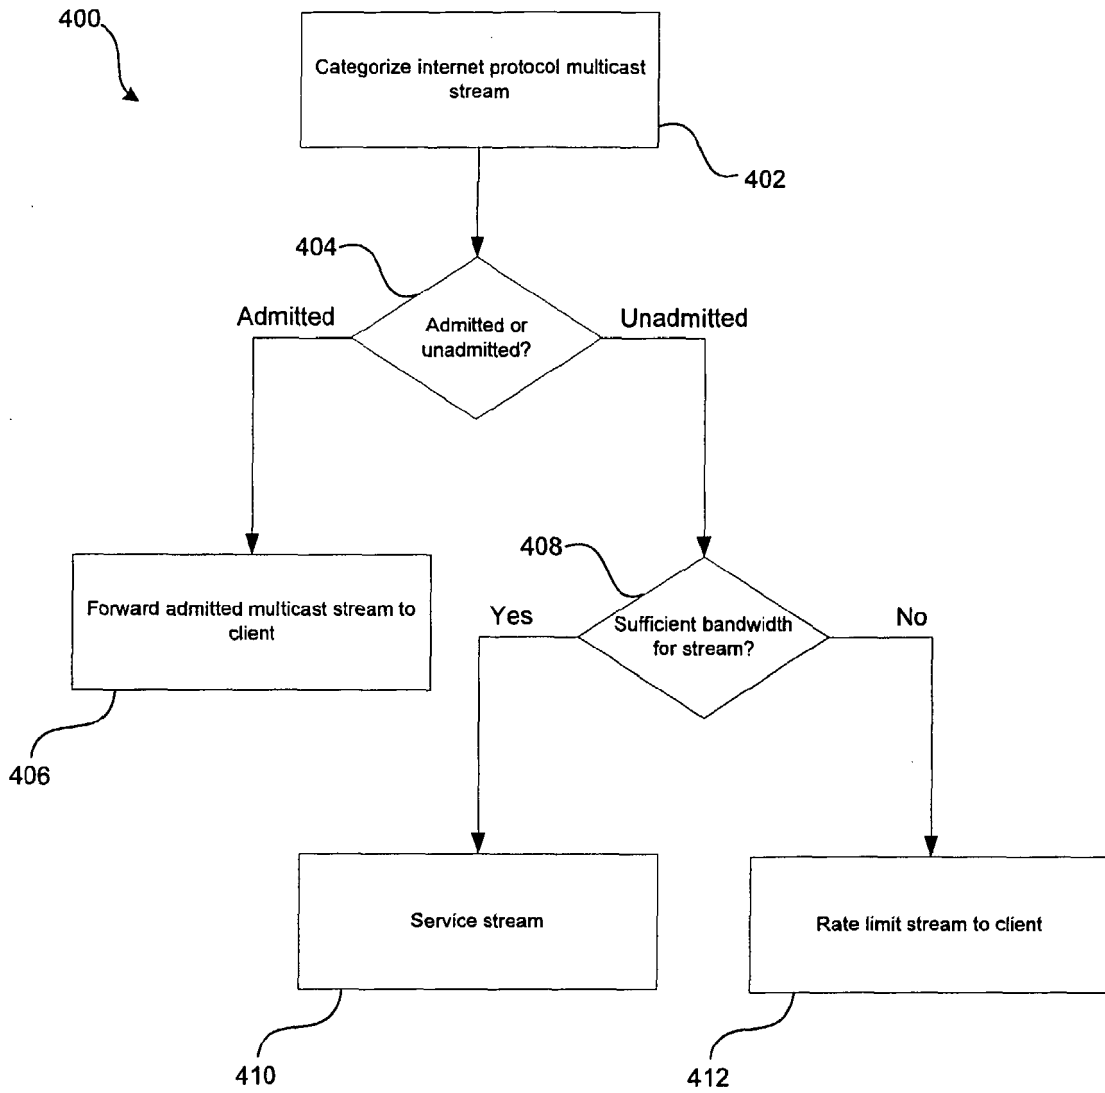 400
Categorize internet protocol multicast
stream
402
404
Admitted
Admitted or
unadmitted?
Unadmitted
408
Forward admitted multicast stream to
client
Yes
Sufficient bandwidth
for stream?
No
406
Service stream
Rate limit stream to client
410
412